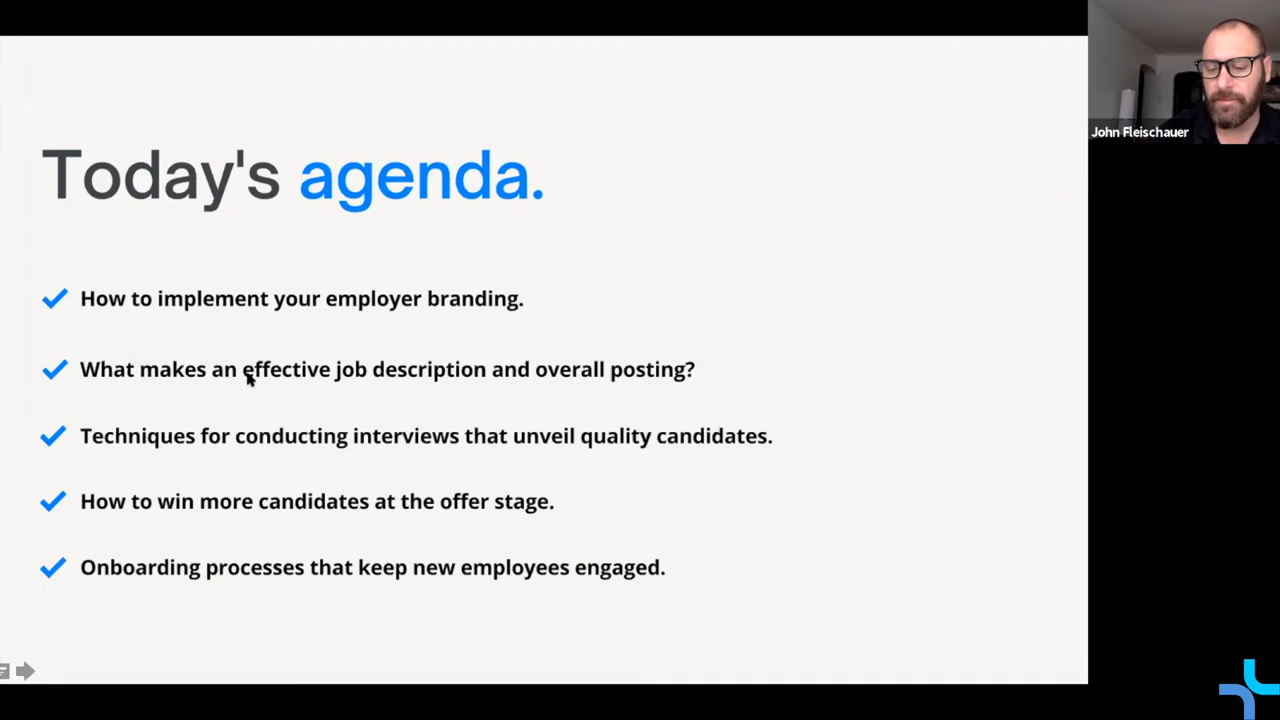 Today's agenda.
How to implement your employer branding.
What makes an effective job description and overall posting?
Techniques for conducting interviews that unveil quality candidates.
How to win more candidates at the offer stage.
Onboarding processes that keep new employees engaged.
John Fleischauer